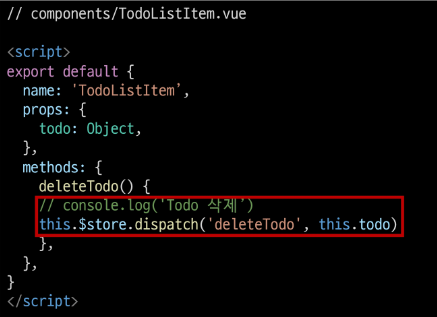 // components/TodoListItem.vue

<script>
export default {
  name: 'TodoListItem’,
  props: {
    todo: Object,
  },
  methods: {
    deleteTodo() {
    // console.log('Todo 삭제’)
    this.$store.dispatch('deleteTodo', this.todo)
    },
  },
}
</script>